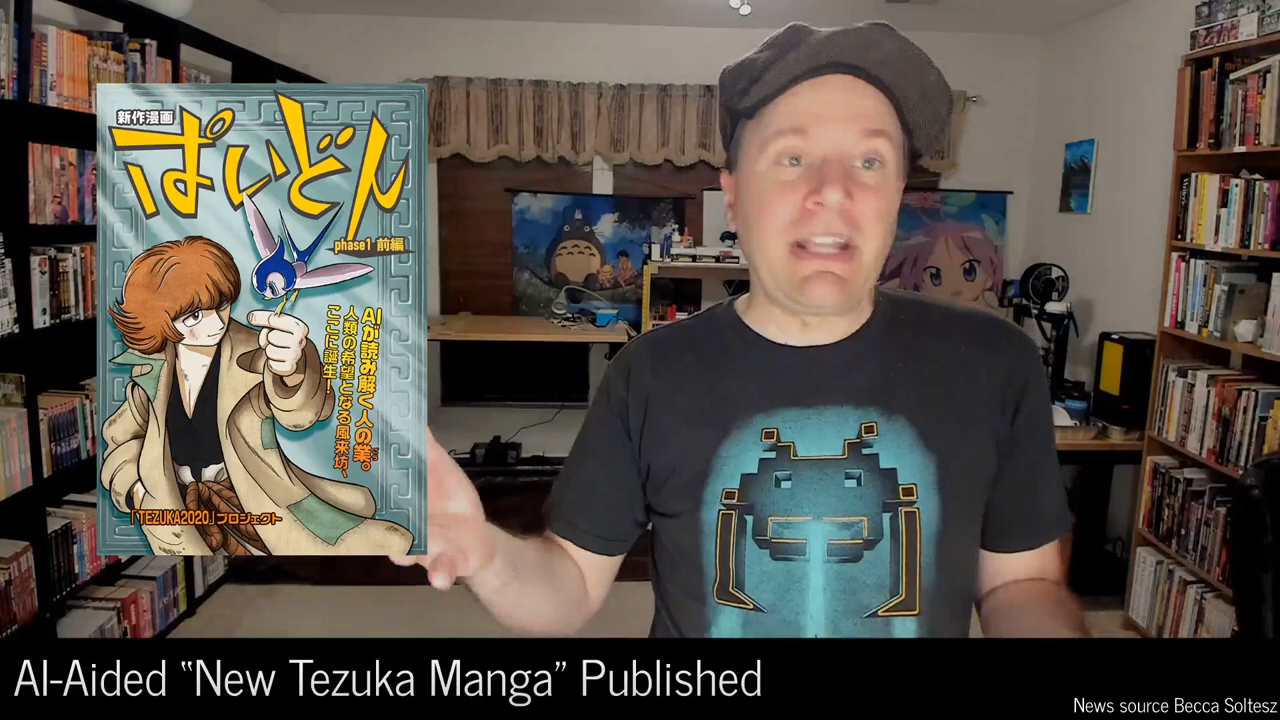 新作漫画
ぱいどん
phase1 前編
AIが読み解く人の業。
人類の希望となる風来坊、
ここに誕生!
「TEZUKA2020」プロジェクト
AI-Aided “New Tezuka Manga” Published
News source Becca Soltesz